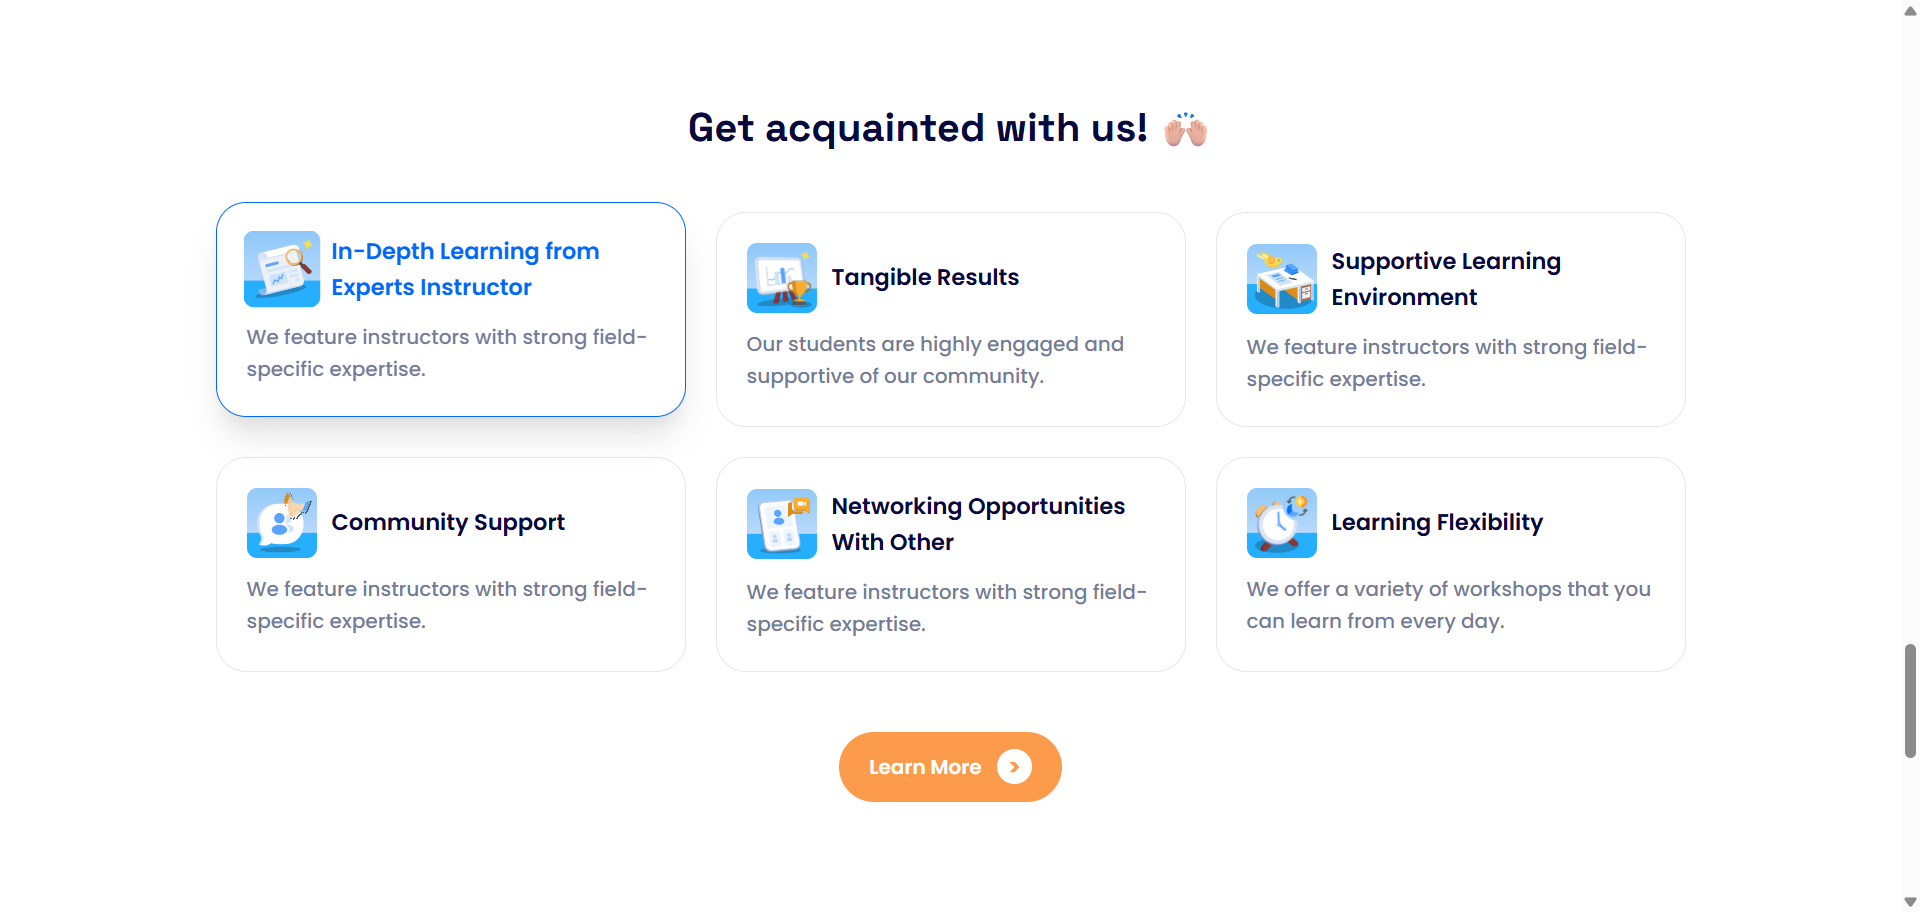 Get acquainted with us! 🙌🏼
In-Depth Learning from
Experts Instructor
We feature instructors with strong field-
specific expertise.
Tangible Results
Our students are highly engaged and
supportive of our community.
Supportive Learning
Environment
We feature instructors with strong field-
specific expertise.
Community Support
We feature instructors with strong field-
specific expertise.
Networking Opportunities
With Other
We feature instructors with strong field-
specific expertise.
Learning Flexibility
We offer a variety of workshops that you
can learn from every day.
Learn More